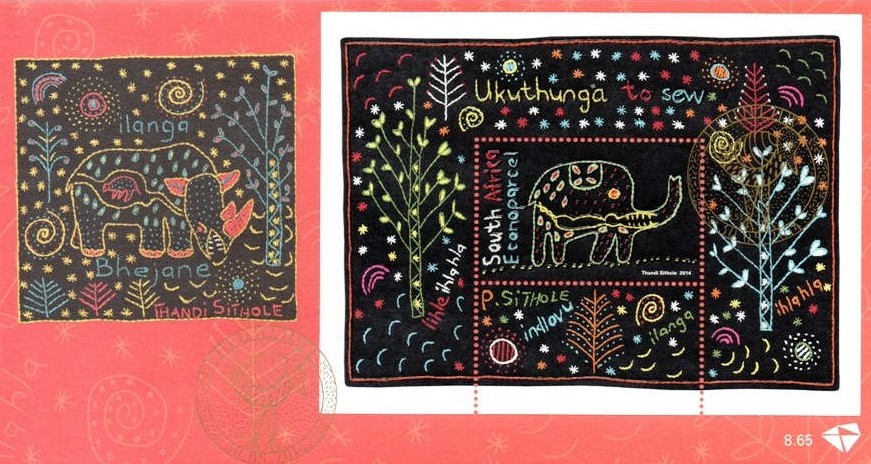 ilanga
Bhejane
THANDI SITHOLE
Ukuthunga to sew
South Africa
Econoparcel
Thandi Sithole 2014
lihle ihlahla
P. SITHOLE
indlovu
ilanga
ihlahla
8.65